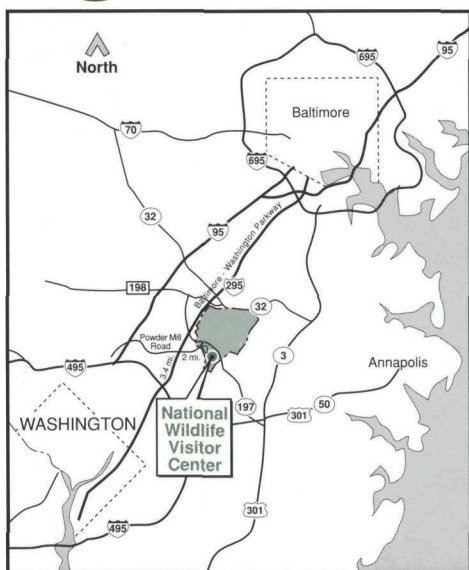 North
695
95
Baltimore
70
695
32
95
Baltimore - Washington Parkway
295
198
32
Powder Mill
Road
2 mi.
3.4 mi.
3
495
Annapolis
197
50
301
WASHINGTON
National
Wildlife
Visitor
Center
301
495